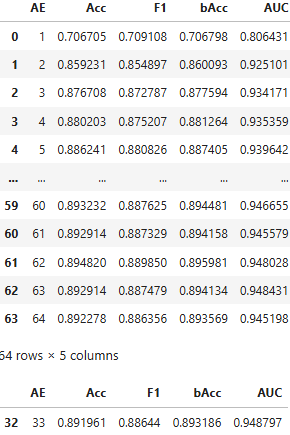 AE Acc F1 bAcc AUC
0 1 0.706705 0.709108 0.706798 0.806431
1 2 0.859231 0.854897 0.860093 0.925101
2 3 0.876708 0.872787 0.877594 0.934171
3 4 0.880203 0.875207 0.881264 0.935359
4 5 0.886241 0.880826 0.887405 0.939642
... ... ... ... ... ...
59 60 0.893232 0.887625 0.894481 0.946655
60 61 0.892914 0.887329 0.894158 0.945579
61 62 0.894820 0.889850 0.895981 0.948028
62 63 0.892914 0.887479 0.894134 0.948431
63 64 0.892278 0.886356 0.893569 0.945198
64 rows × 5 columns
AE Acc F1 bAcc AUC
32 33 0.891961 0.88644 0.893186 0.948797